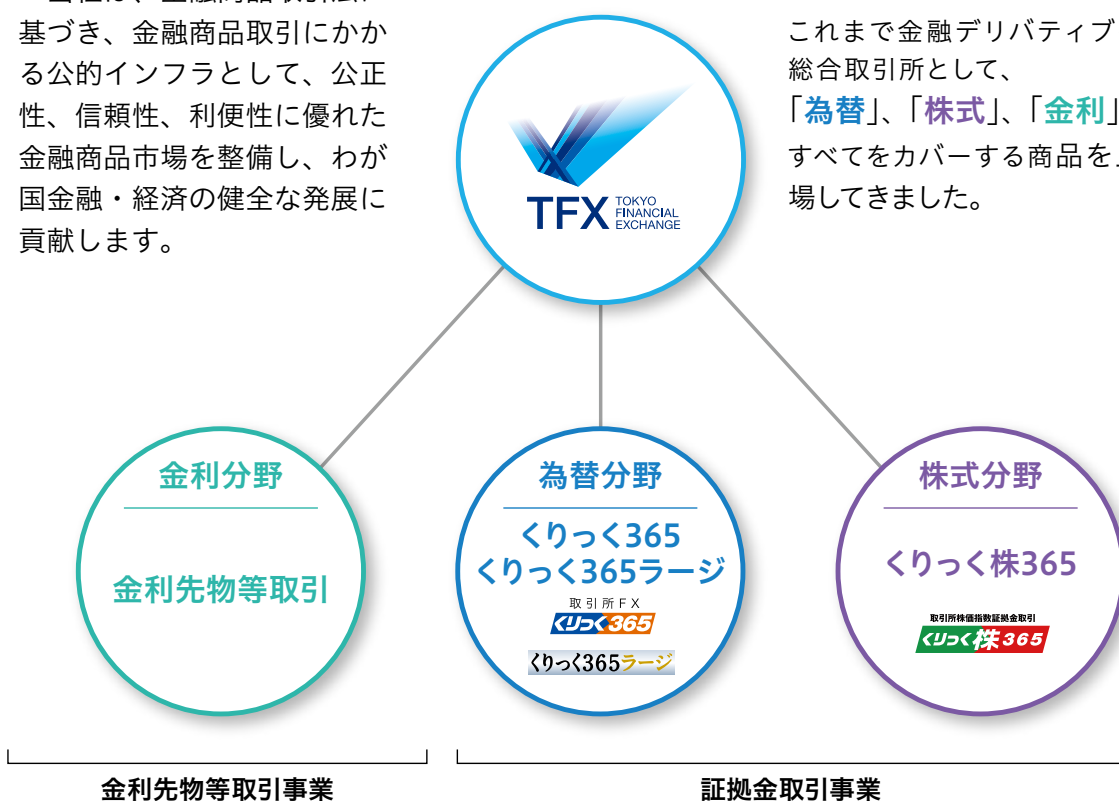 基づき、金融商品取引にかか
る公的インフラとして、公正
性、信頼性、利便性に優れた
金融商品市場を整備し、わが
国金融・経済の健全な発展に
貢献します。
これまで金融デリバティブ
総合取引所として、
「為替」、「株式」、「金利」
すべてをカバーする商品を
場してきました。
TFX TOKYO
FINANCIAL
EXCHANGE
金利分野
金利先物等取引
為替分野
くりっく365
くりっく365ラージ
取引所FX
くりっく365
くりっく365ラージ
株式分野
くりっく株365
取引所株価指数証拠金取引
くりっく株365
金利先物等取引事業
証拠金取引事業